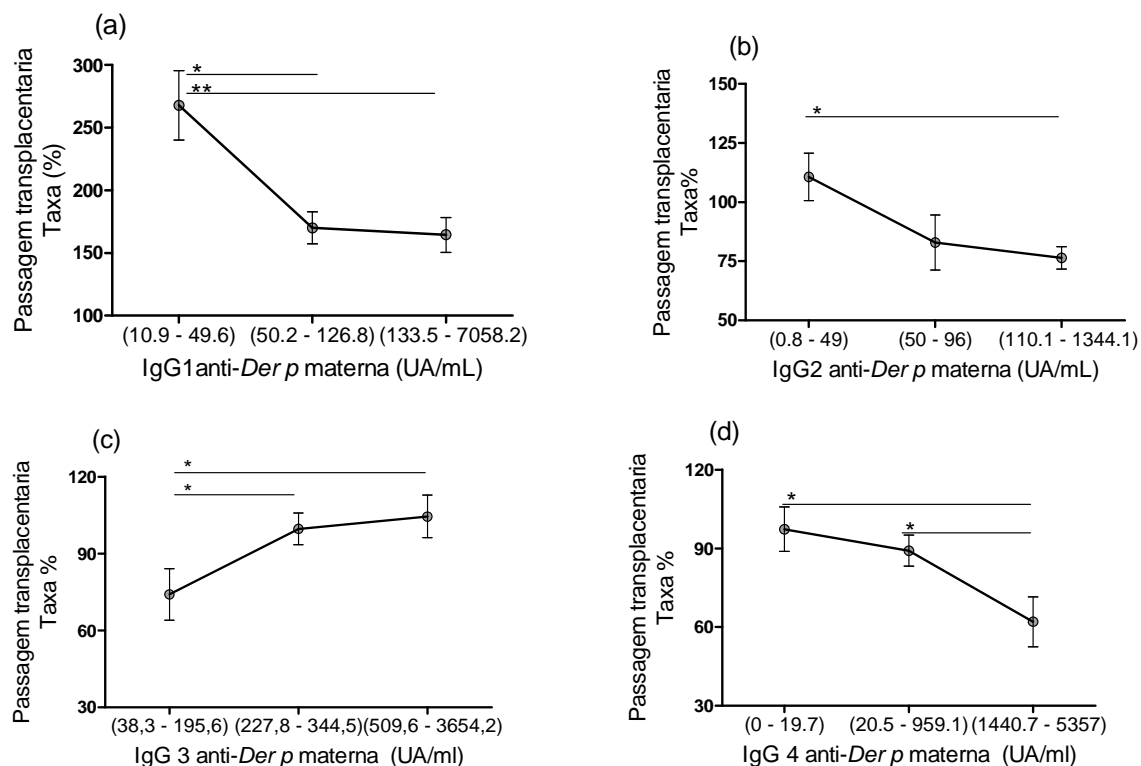 (a)
Passagem transplacentaria
Taxa (%)
300
250
200
150
100
*
**
(10.9 - 49.6) (50.2 - 126.8) (133.5 - 7058.2)
IgG1anti-Der p materna (UA/mL)
(b)
Passagem transplacentaria
Taxa%
150
125
100
75
50
*
(0.8 - 49) (50 - 96) (110.1 - 1344.1)
IgG2 anti-Der p materna (UA/mL)
(c)
Passagem transplacentaria
Taxa %
120
90
60
30
*
*
(38,3 - 195,6) (227,8 - 344,5) (509,6 - 3654,2)
IgG 3 anti-Der p materna (UA/ml)
(d)
Passagem transplacentaria
Taxa %
120
90
60
30
*
*
(0 - 19.7) (20.5 - 959.1) (1440.7 - 5357)
IgG 4 anti-Der p materna (UA/ml)